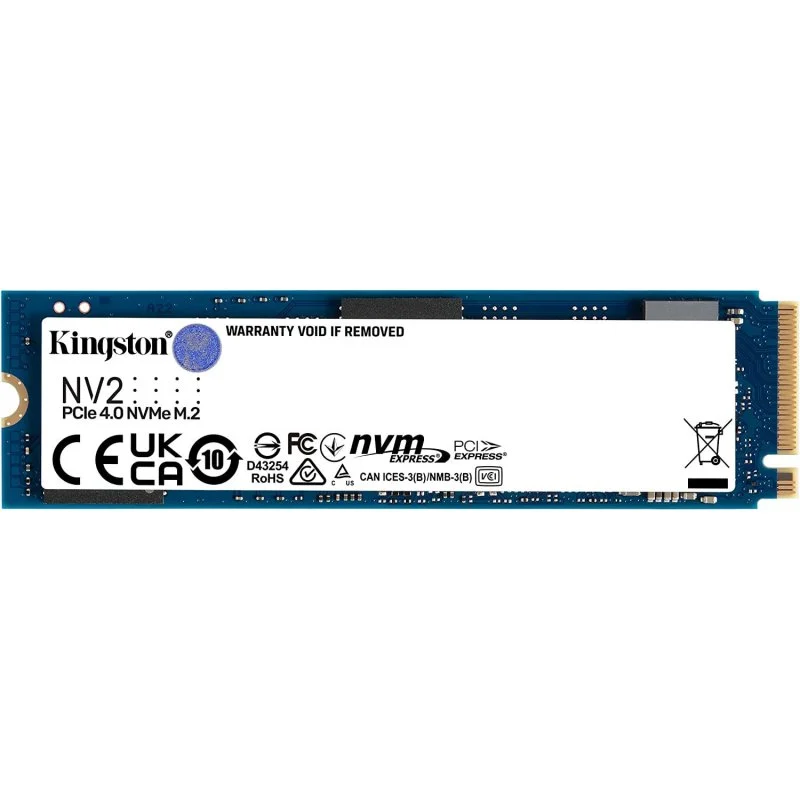 Kingston®
WARRANTY VOID IF REMOVED
NV2
PCIe 4.0 NVMe M.2
CE
UK
CA
10
D43254
RoHS
FC
c us
nvm
EXPRESS
PCI
EXPRESS®
CAN ICES-3(B)/NMB-3(B)
VCI